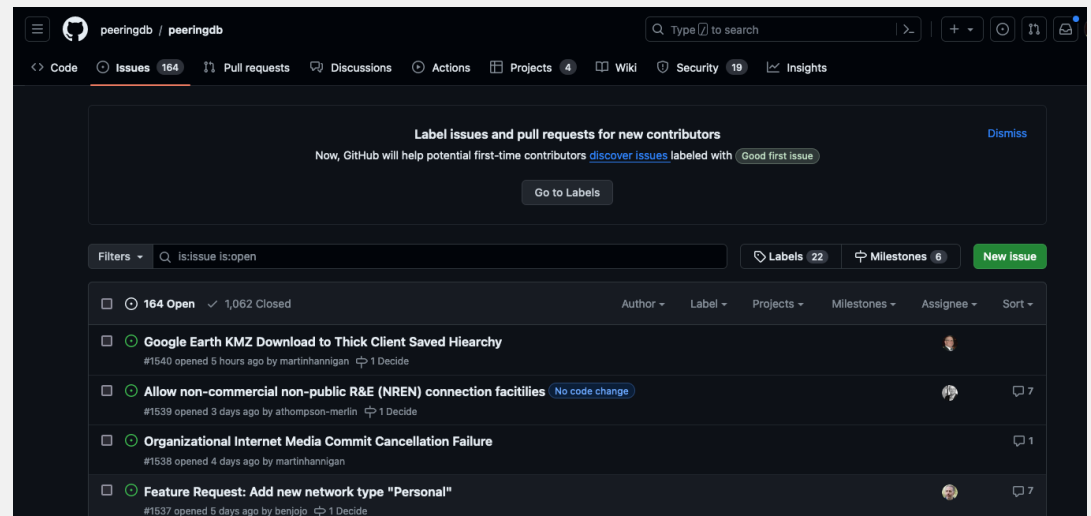 peeringdb / peeringdb
Type / to search
Code
Issues 164
Pull requests
Discussions
Actions
Projects 4
Wiki
Security 19
Insights
Label issues and pull requests for new contributors
Dismiss
Now, GitHub will help potential first-time contributors discover issues labeled with Good first issue
Go to Labels
Filters
is:issue is:open
Labels 22
Milestones 6
New issue
164 Open 1,062 Closed
Author
Label
Projects
Milestones
Assignee
Sort
Google Earth KMZ Download to Thick Client Saved Hiearchy
#1540 opened 5 hours ago by martinhannigan 1 Decide
Allow non-commercial non-public R&E (NREN) connection facitilies No code change
7
#1539 opened 3 days ago by athompson-merlin 1 Decide
Organizational Internet Media Commit Cancellation Failure
1
#1538 opened 4 days ago by martinhannigan
Feature Request: Add new network type "Personal"
7
#1537 opened 5 days ago by benjojo 1 Decide